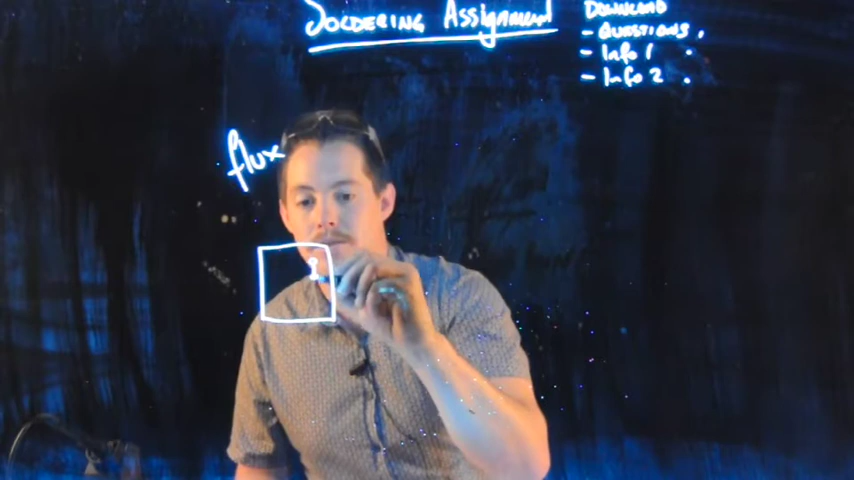 Soldering Assignment
Download
- Questions.
- Info 1
- Info 2
flux